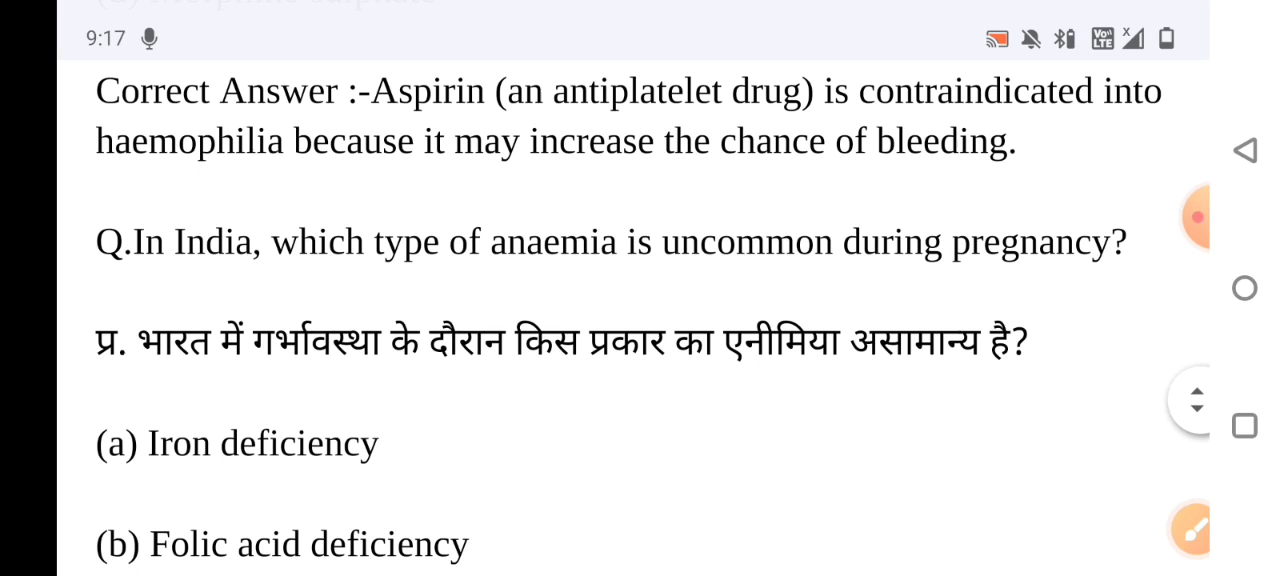 9:17
Correct Answer :-Aspirin (an antiplatelet drug) is contraindicated into
haemophilia because it may increase the chance of bleeding.
Q.In India, which type of anaemia is uncommon during pregnancy?
प्र. भारत में गर्भावस्था के दौरान किस प्रकार का एनीमिया असामान्य है?
(a) Iron deficiency
(b) Folic acid deficiency